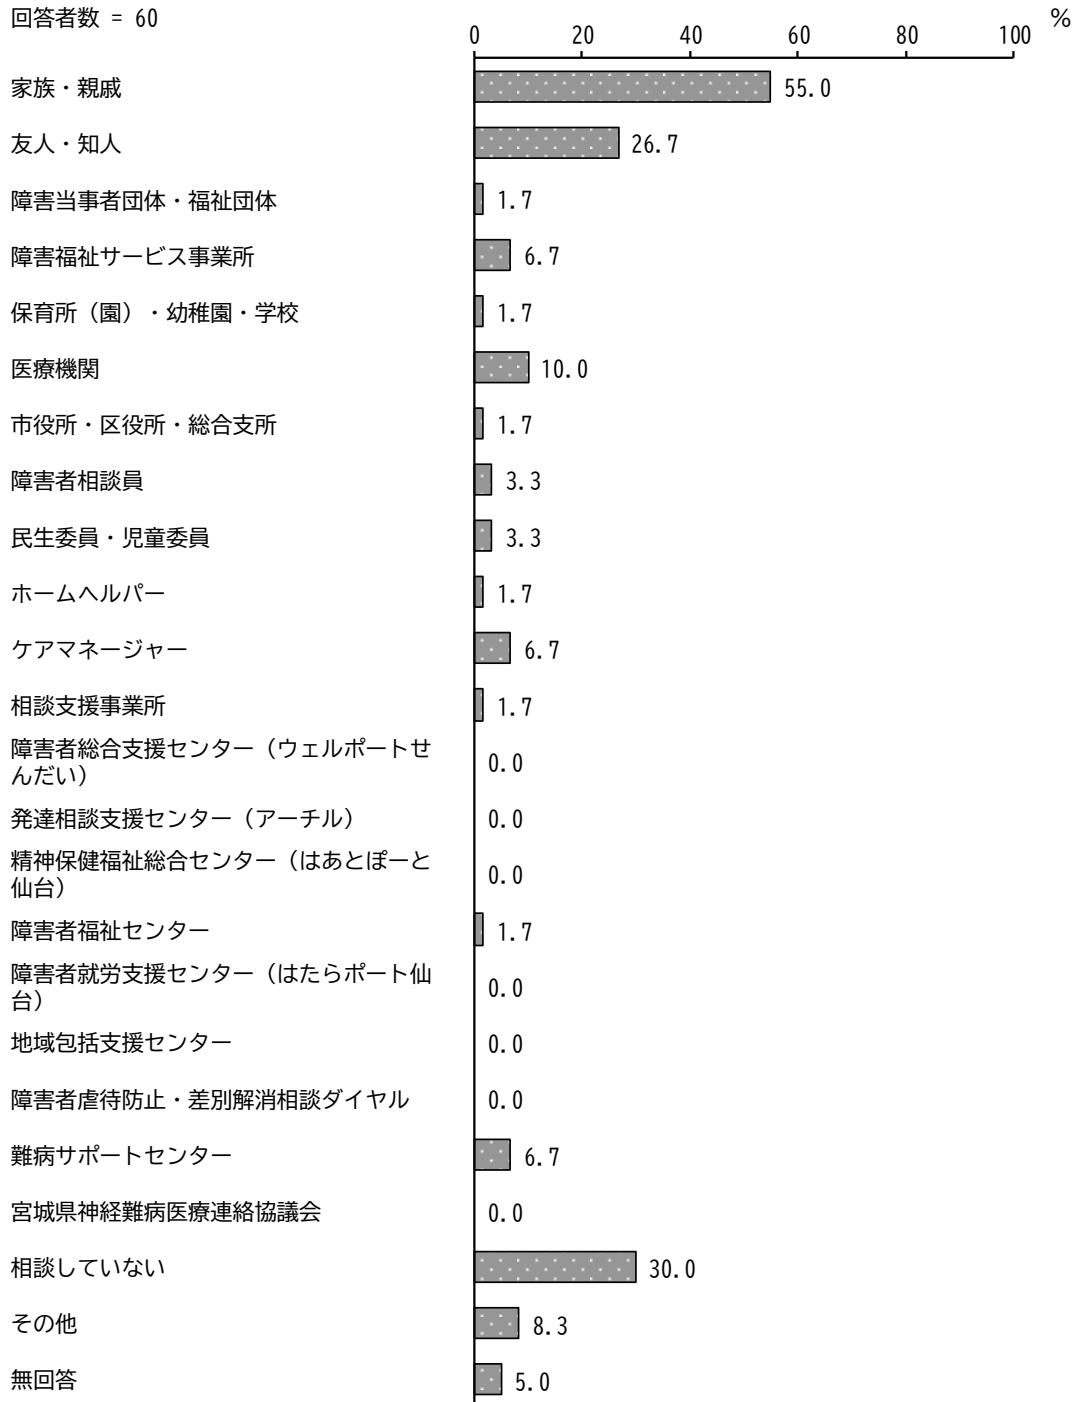 回答者数 = 60
%
0 20 40 60 80 100
家族・親戚 55.0
友人・知人 26.7
障害当事者団体・福祉団体 1.7
障害福祉サービス事業所 6.7
保育所（園）・幼稚園・学校 1.7
医療機関 10.0
市役所・区役所・総合支所 1.7
障害者相談員 3.3
民生委員・児童委員 3.3
ホームヘルパー 1.7
ケアマネージャー 6.7
相談支援事業所 1.7
障害者総合支援センター（ウェルポートせ
んだい） 0.0
発達相談支援センター（アーチル） 0.0
精神保健福祉総合センター（はあとぽーと
仙台） 0.0
障害者福祉センター 1.7
障害者就労支援センター（はたらポート仙
台） 0.0
地域包括支援センター 0.0
障害者虐待防止・差別解消相談ダイヤル 0.0
難病サポートセンター 6.7
宮城県神経難病医療連絡協議会 0.0
相談していない 30.0
その他 8.3
無回答 5.0